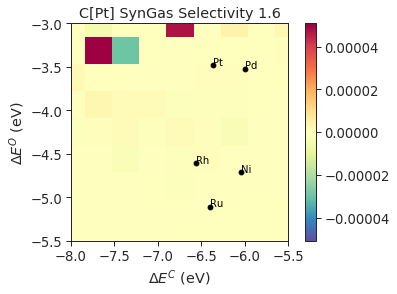 C[Pt] SynGas Selectivity 1.6
−3.0
−3.5
−4.0
−4.5
−5.0
−5.5
ΔE^O (eV)
Pt
Pd
Rh
Ni
Ru
−8.0 −7.5 −7.0 −6.5 −6.0 −5.5
ΔE^C (eV)
0.00004
0.00002
0.00000
−0.00002
−0.00004